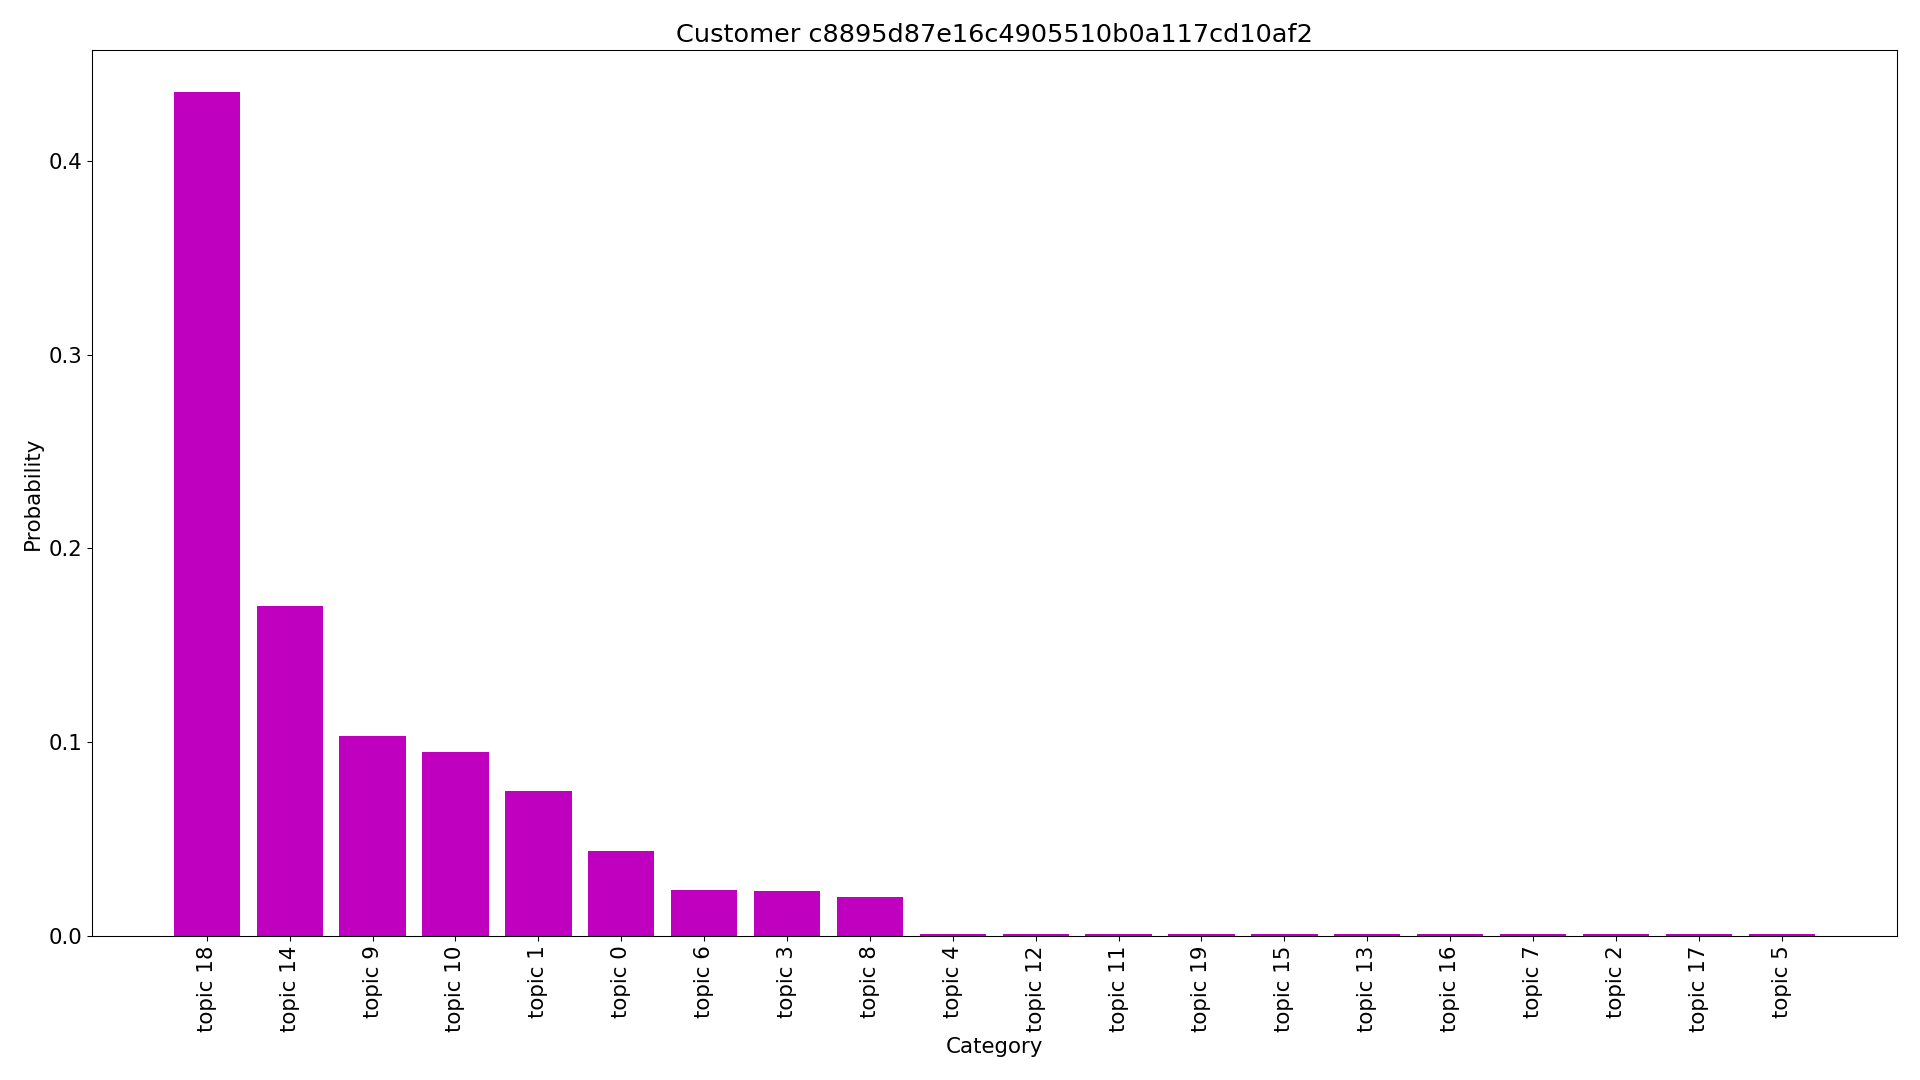 Customer c8895d87e16c4905510b0a117cd10af2
Probability
0.4
0.3
0.2
0.1
0.0
topic 18
topic 14
topic 9
topic 10
topic 1
topic 0
topic 6
topic 3
topic 8
topic 4
topic 12
topic 11
topic 19
topic 15
topic 13
topic 16
topic 7
topic 2
topic 17
topic 5
Category